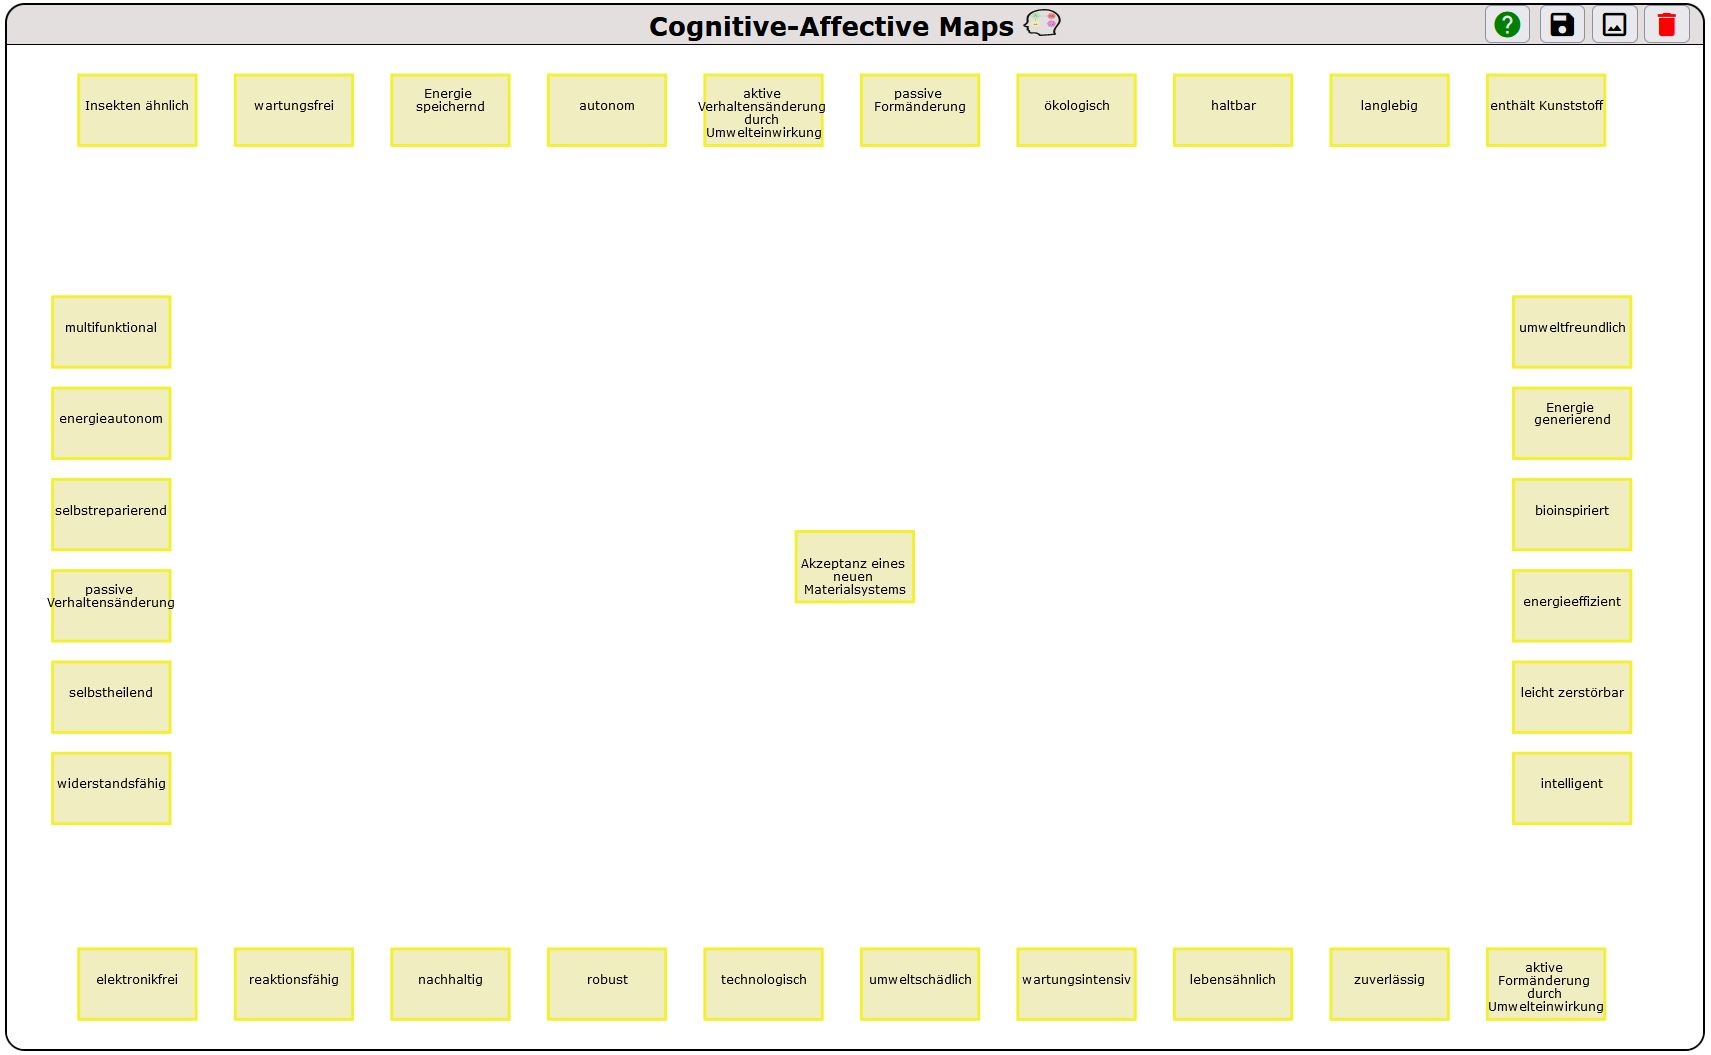 Cognitive-Affective Maps
Insekten ähnlich
wartungsfrei
Energie
speichernd
autonom
aktive
Verhaltensänderung
durch
Umwelteinwirkung
passive
Formänderung
ökologisch
haltbar
langlebig
enthält Kunststoff
multifunktional
umweltfreundlich
energieautonom
Energie
generierend
selbstreparierend
bioinspiriert
Akzeptanz eines
neuen
Materialsystems
passive
Verhaltensänderung
energieeffizient
selbstheilend
leicht zerstörbar
widerstandsfähig
intelligent
elektronikfrei
reaktionsfähig
nachhaltig
robust
technologisch
umweltschädlich
wartungsintensiv
lebensähnlich
zuverlässig
aktive
Formänderung
durch
Umwelteinwirkung